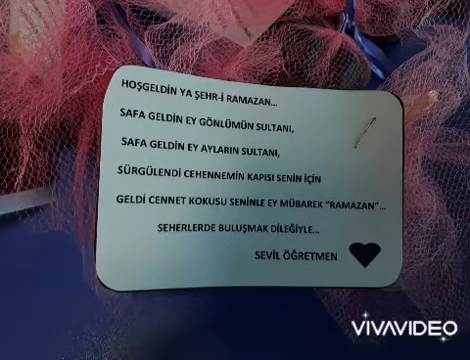 HOŞGELDİN YA ŞEHR-İ RAMAZAN...
SAFA GELDİN EY GÖNLÜMÜN SULTANI,
SAFA GELDİN EY AYLARIN SULTANI,
SÜRGÜLENDİ CEHENNEMİN KAPISI SENİN İÇİN
GELDİ CENNET KOKUSU SENİNLE EY MÜBAREK "RAMAZAN"...
SEHERLERDE BULUŞMAK DİLEĞİYLE...
SEVİL ÖĞRETMEN
VIVAVIDEO